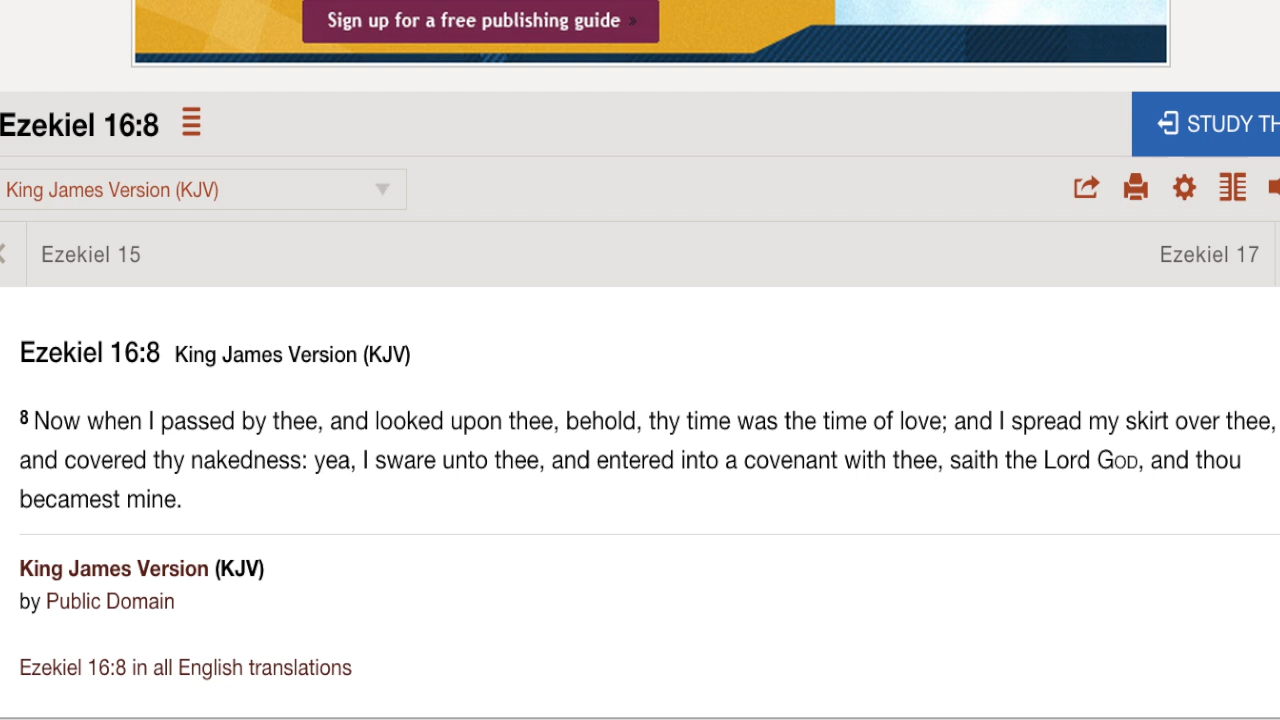 Sign up for a free publishing guide >
Ezekiel 16:8
STUDY TH
King James Version (KJV)
Ezekiel 15
Ezekiel 17
Ezekiel 16:8 King James Version (KJV)
8 Now when I passed by thee, and looked upon thee, behold, thy time was the time of love; and I spread my skirt over thee,
and covered thy nakedness: yea, I sware unto thee, and entered into a covenant with thee, saith the Lord GOD, and thou
becamest mine.
King James Version (KJV)
by Public Domain
Ezekiel 16:8 in all English translations